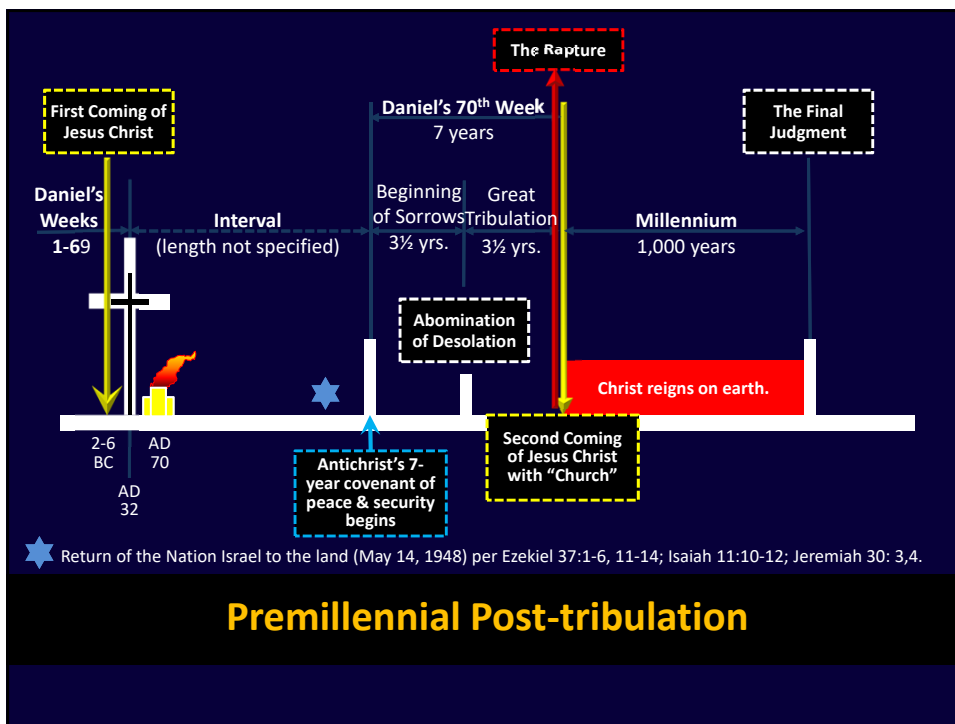 The Rapture
First Coming of
Jesus Christ
Daniel's 70th Week
7 years
The Final
Judgment
Daniel's
Weeks
1-69
Interval
(length not specified)
Beginning
of Sorrows
3½ yrs.
Great
Tribulation
3½ yrs.
Millennium
1,000 years
Abomination
of Desolation
Christ reigns on earth.
2-6
BC
AD
70
AD
32
Antichrist's 7-
year covenant of
peace & security
begins
Second Coming
of Jesus Christ
with "Church"
Return of the Nation Israel to the land (May 14, 1948) per Ezekiel 37:1-6, 11-14; Isaiah 11:10-12; Jeremiah 30: 3,4.
Premillennial Post-tribulation